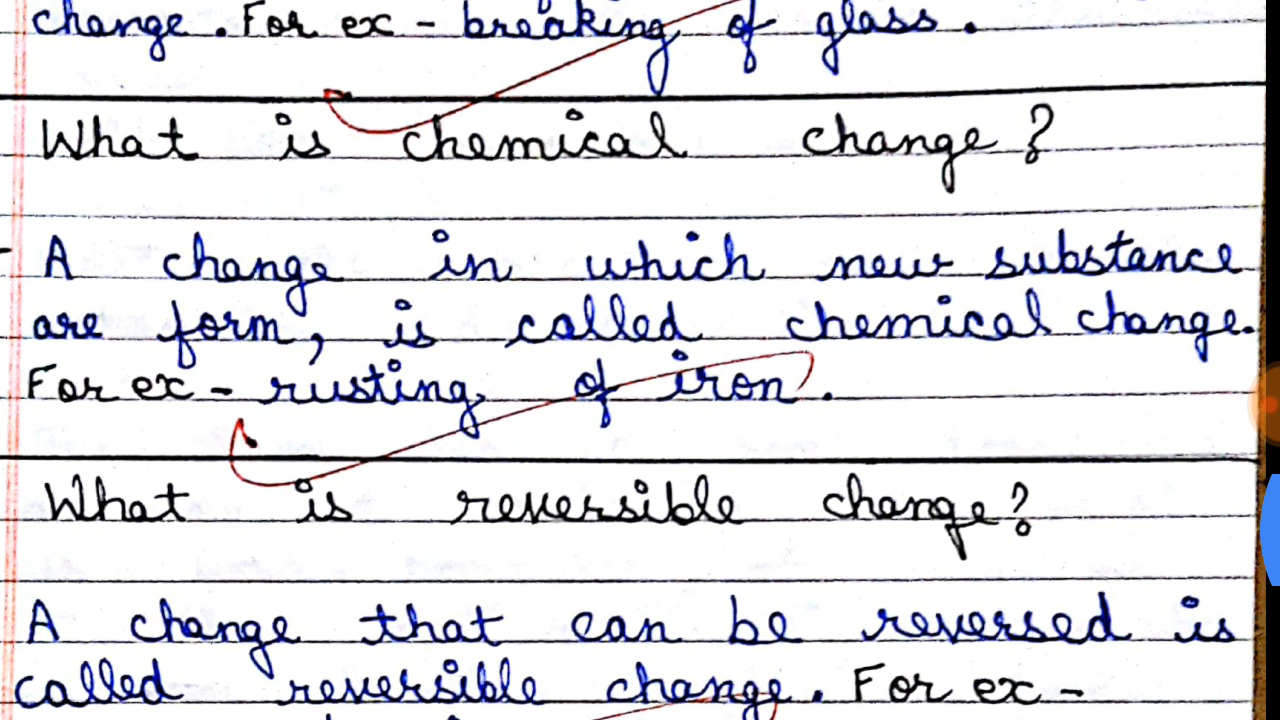 change. For ex - breaking of glass.
What is chemical change?
A change in which new substance
are form, is called chemical change.
For ex - rusting of iron.
What is reversible change?
A change that can be reversed is
called reversible change. For ex -